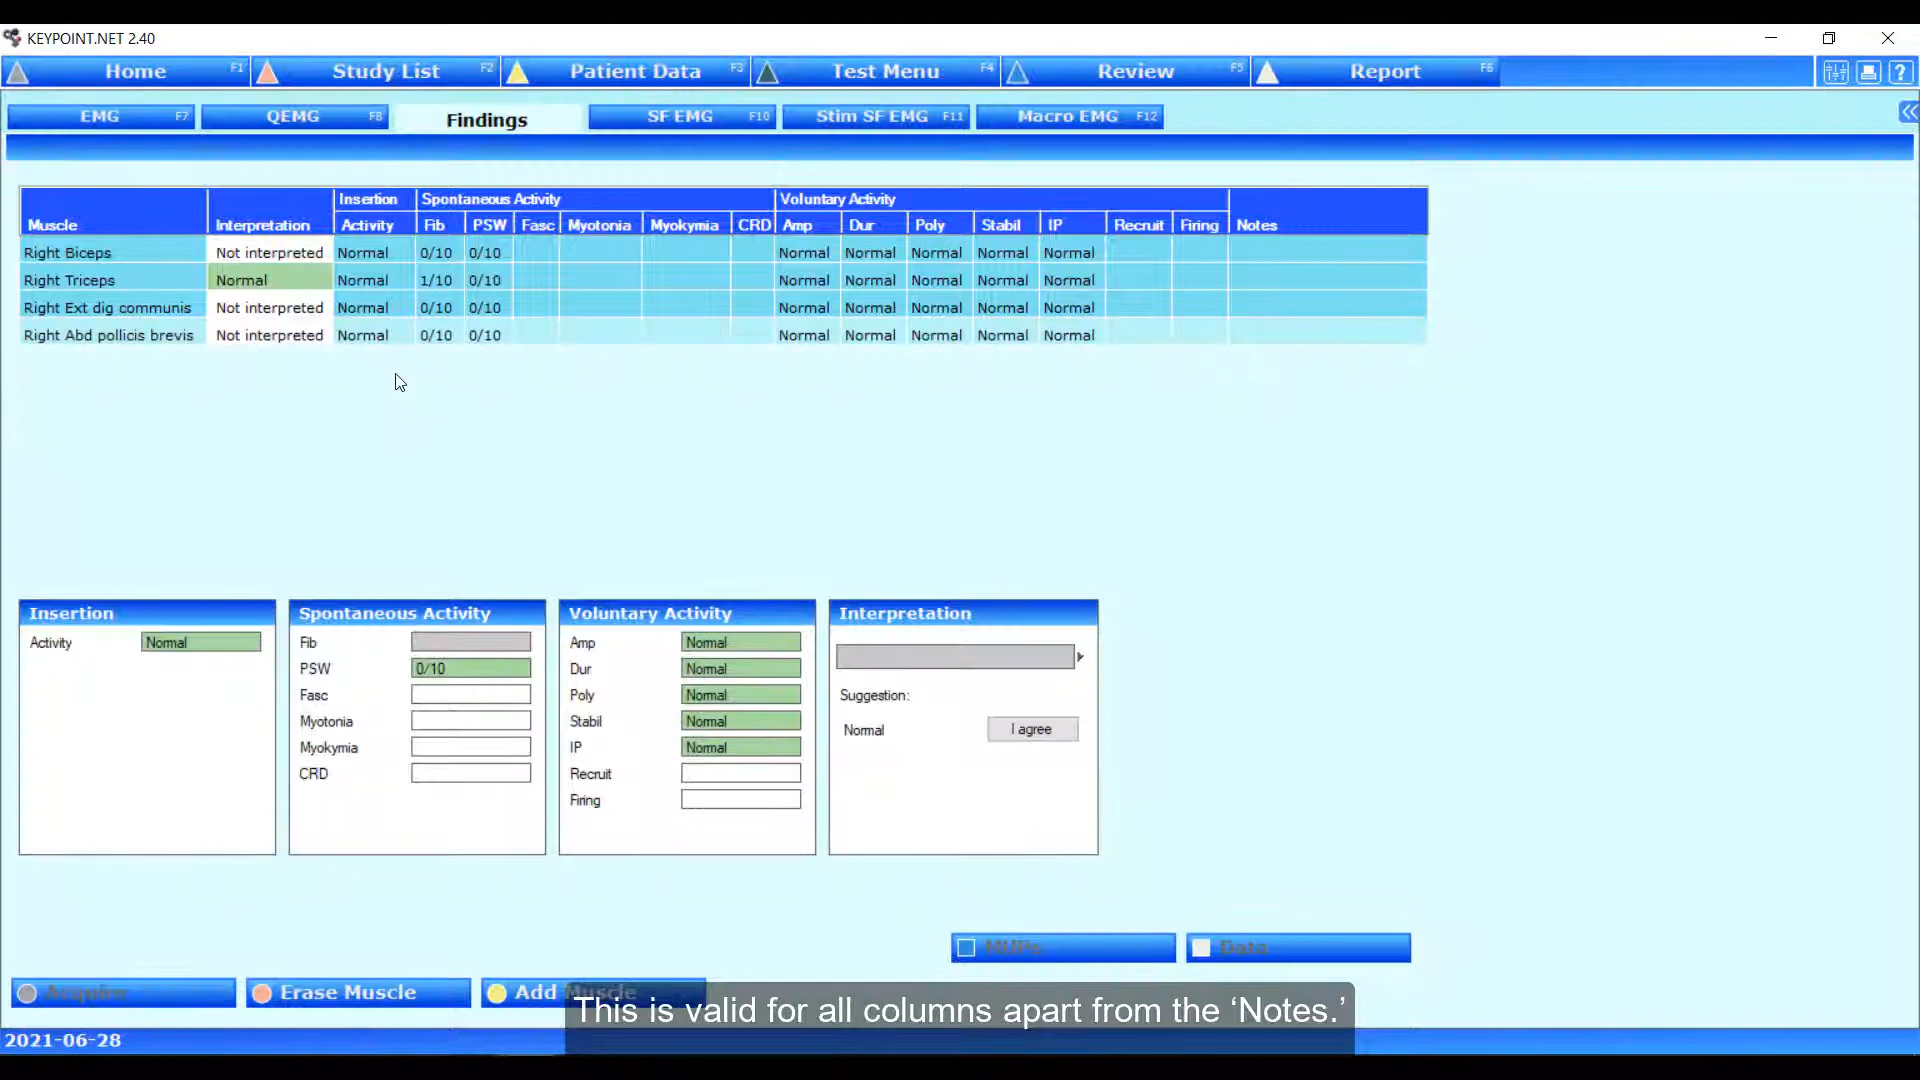 KEYPOINT.NET 2.40
Home F1 Study List F2 Patient Data F3 Test Menu F4 Review F5 Report F6
EMG F7 QEMG F8 Findings SF EMG F10 Stim SF EMG F11 Macro EMG F12
Insertion Spontaneous Activity Voluntary Activity
Muscle Interpretation Activity Fib PSW Fasc Myotonia Myokymia CRD Amp Dur Poly Stabil IP Recruit Firing Notes
Right Biceps Not interpreted Normal 0/10 0/10 Normal Normal Normal Normal Normal
Right Triceps Normal Normal 1/10 0/10 Normal Normal Normal Normal Normal
Right Ext dig communis Not interpreted Normal 0/10 0/10 Normal Normal Normal Normal Normal
Right Abd pollicis brevis Not interpreted Normal 0/10 0/10 Normal Normal Normal Normal Normal
Insertion
Activity Normal
Spontaneous Activity
Fib
PSW 0/10
Fasc
Myotonia
Myokymia
CRD
Voluntary Activity
Amp Normal
Dur Normal
Poly Normal
Stabil Normal
IP Normal
Recruit
Firing
Interpretation
Suggestion:
Normal I agree
MUPs Data
Acquire Erase Muscle Add Muscle
This is valid for all columns apart from the ‘Notes.’
2021-06-28